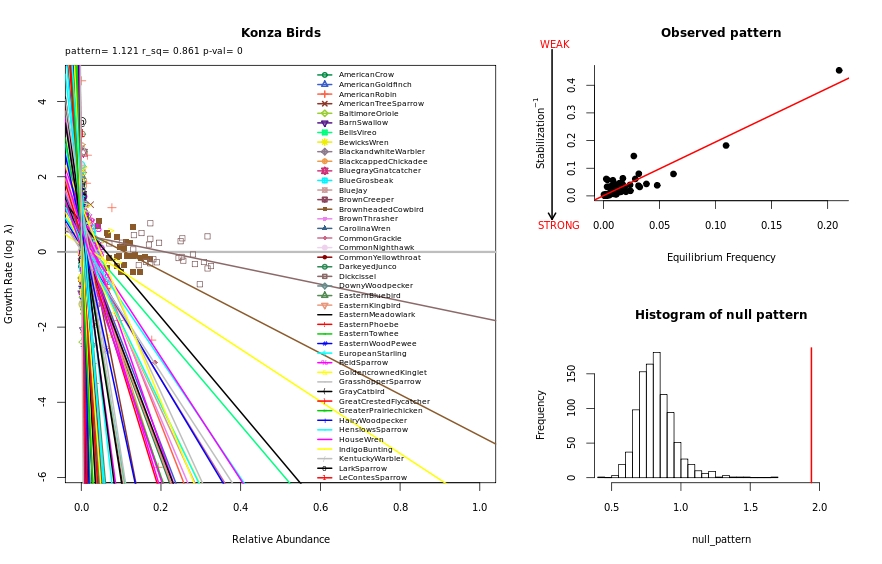 Konza Birds
pattern= 1.121 r_sq= 0.861 p-val= 0
Growth Rate (log λ)
4
2
0
-2
-4
-6
0.0
0.2
0.4
0.6
0.8
1.0
Relative Abundance
AmericanCrow
AmericanGoldfinch
AmericanRobin
AmericanTreeSparrow
BaltimoreOriole
BarnSwallow
BellsVireo
BewicksWren
BlackandwhiteWarbler
BlackcappedChickadee
BluegrayGnatcatcher
BlueGrosbeak
BlueJay
BrownCreeper
BrownheadedCowbird
BrownThrasher
CarolinaWren
CommonGrackle
CommonNighthawk
CommonYellowthroat
DarkeyedJunco
Dickcissel
DownyWoodpecker
EasternBluebird
EasternKingbird
EasternMeadowlark
EasternPhoebe
EasternTowhee
EasternWoodPewee
EuropeanStarling
FieldSparrow
GoldencrownedKinglet
GrasshopperSparrow
GrayCatbird
GreatCrestedFlycatcher
GreaterPrairiechicken
HairyWoodpecker
HenslowsSparrow
HouseWren
IndigoBunting
KentuckyWarbler
LarkSparrow
LeContesSparrow
WEAK
STRONG
Observed pattern
Stabilization⁻¹
0.4
0.3
0.2
0.1
0.0
0.00
0.05
0.10
0.15
0.20
Equilibrium Frequency
Histogram of null pattern
Frequency
150
100
50
0
0.5
1.0
1.5
2.0
null_pattern